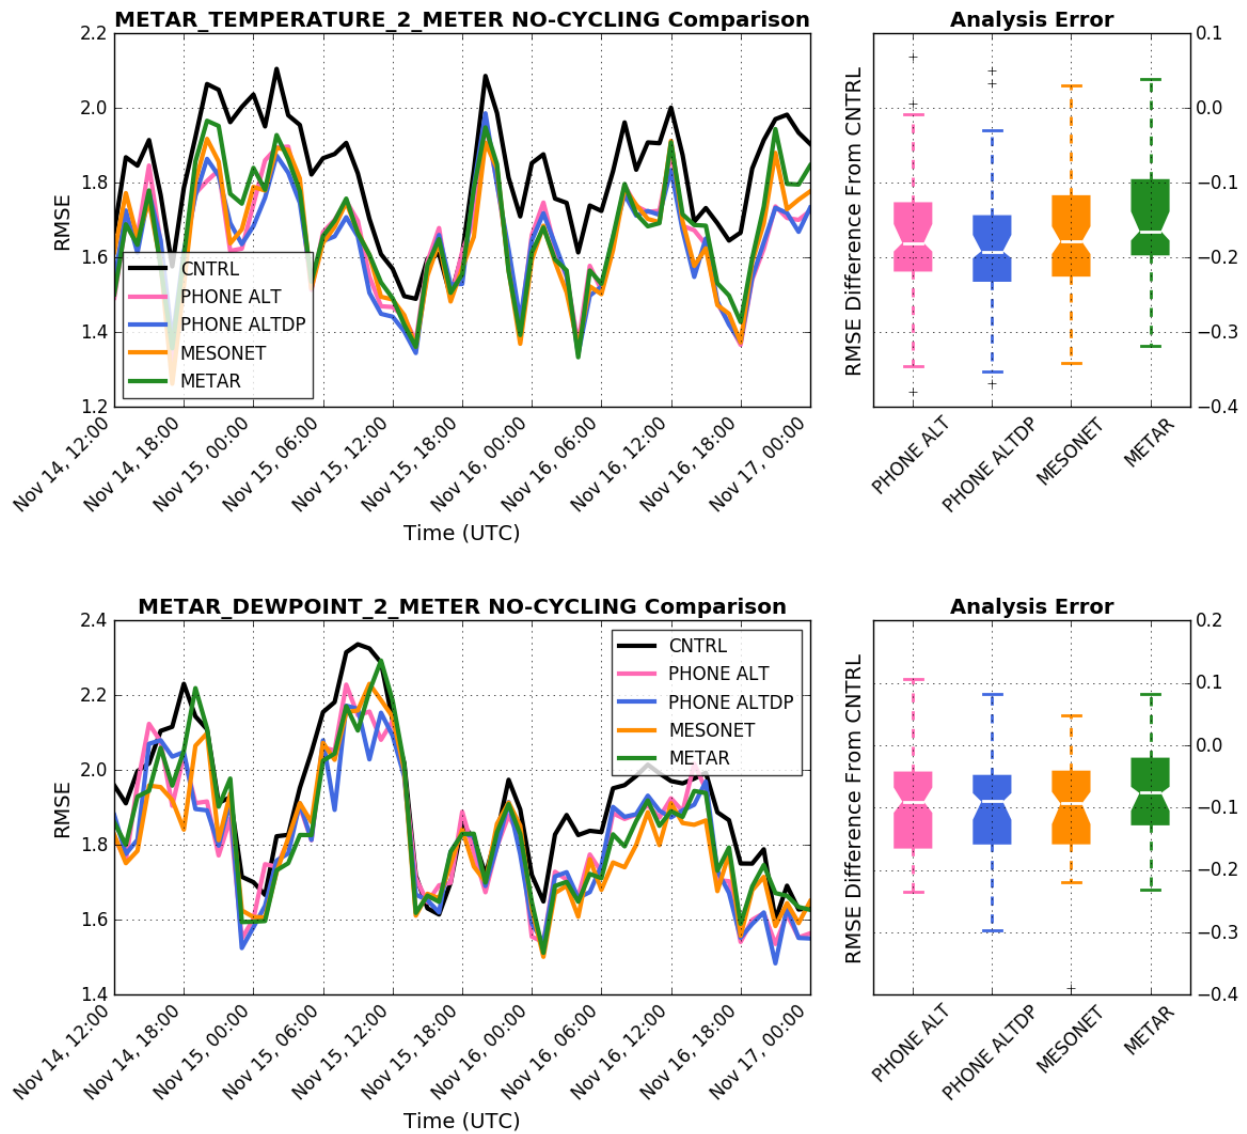 METAR_TEMPERATURE_2_METER NO-CYCLING Comparison
2.2
2.0
1.8
1.6
1.4
1.2
RMSE
CNTRL
PHONE ALT
PHONE ALTDP
MESONET
METAR
Nov 14, 12:00
Nov 14, 18:00
Nov 15, 00:00
Nov 15, 06:00
Nov 15, 12:00
Nov 15, 18:00
Nov 16, 00:00
Nov 16, 06:00
Nov 16, 12:00
Nov 16, 18:00
Nov 17, 00:00
Time (UTC)
Analysis Error
RMSE Difference From CNTRL
0.1
0.0
−0.1
−0.2
−0.3
−0.4
PHONE ALT
PHONE ALTDP
MESONET
METAR
METAR_DEWPOINT_2_METER NO-CYCLING Comparison
2.4
2.2
2.0
1.8
1.6
1.4
RMSE
CNTRL
PHONE ALT
PHONE ALTDP
MESONET
METAR
Nov 14, 12:00
Nov 14, 18:00
Nov 15, 00:00
Nov 15, 06:00
Nov 15, 12:00
Nov 15, 18:00
Nov 16, 00:00
Nov 16, 06:00
Nov 16, 12:00
Nov 16, 18:00
Nov 17, 00:00
Time (UTC)
Analysis Error
RMSE Difference From CNTRL
0.2
0.1
0.0
−0.1
−0.2
−0.3
−0.4
PHONE ALT
PHONE ALTDP
MESONET
METAR